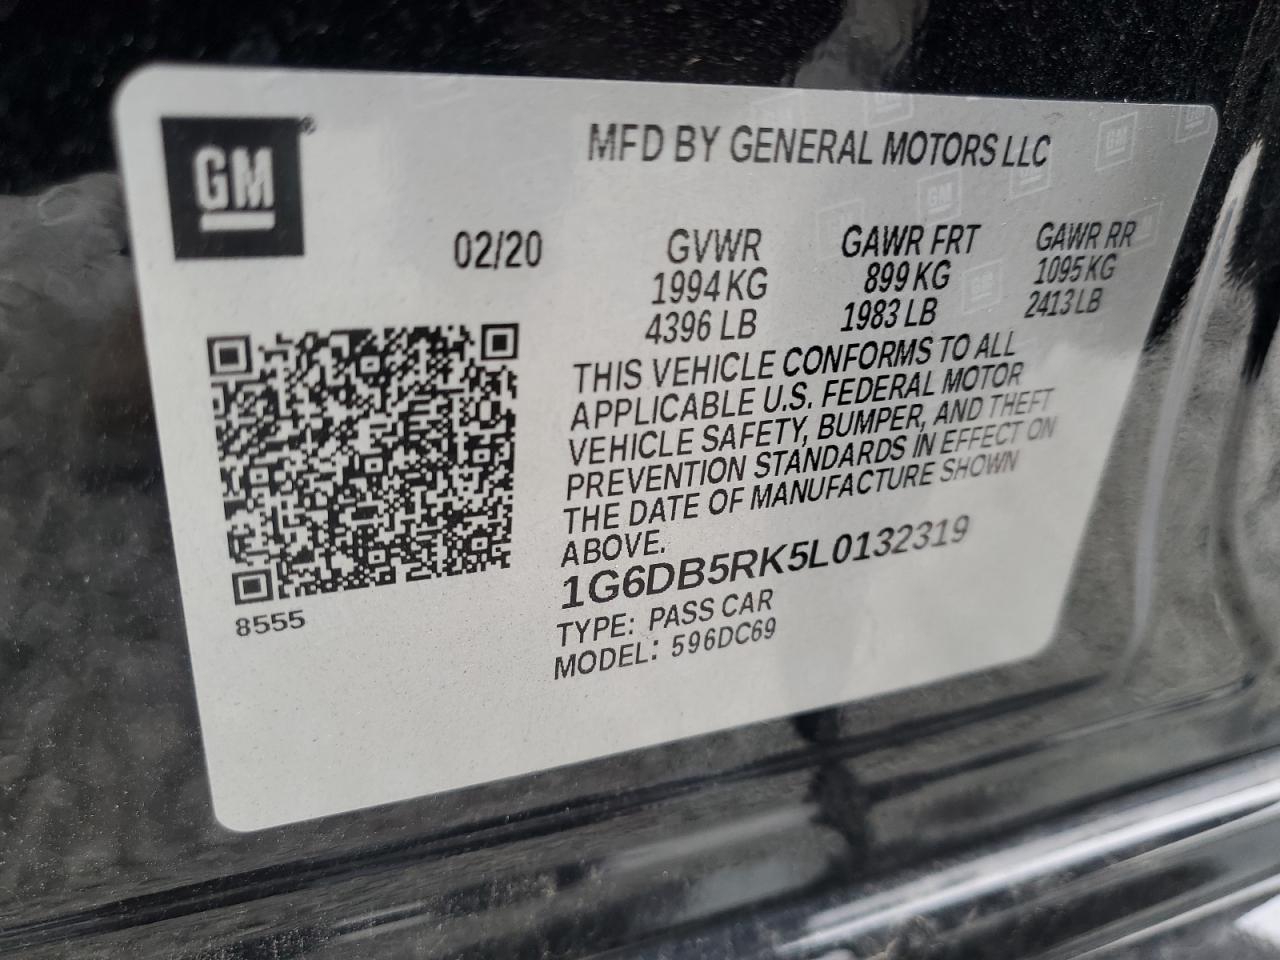 GM
MFD BY GENERAL MOTORS LLC
02/20
GVWR
1994 KG
4396 LB
GAWR FRT
899 KG
1983 LB
GAWR RR
1095 KG
2413 LB
THIS VEHICLE CONFORMS TO ALL
APPLICABLE U.S. FEDERAL MOTOR
VEHICLE SAFETY, BUMPER, AND THEFT
PREVENTION STANDARDS IN EFFECT ON
THE DATE OF MANUFACTURE SHOWN
ABOVE.
1G6DB5RK5L0132319
TYPE: PASS CAR
MODEL: 596DC69
8555